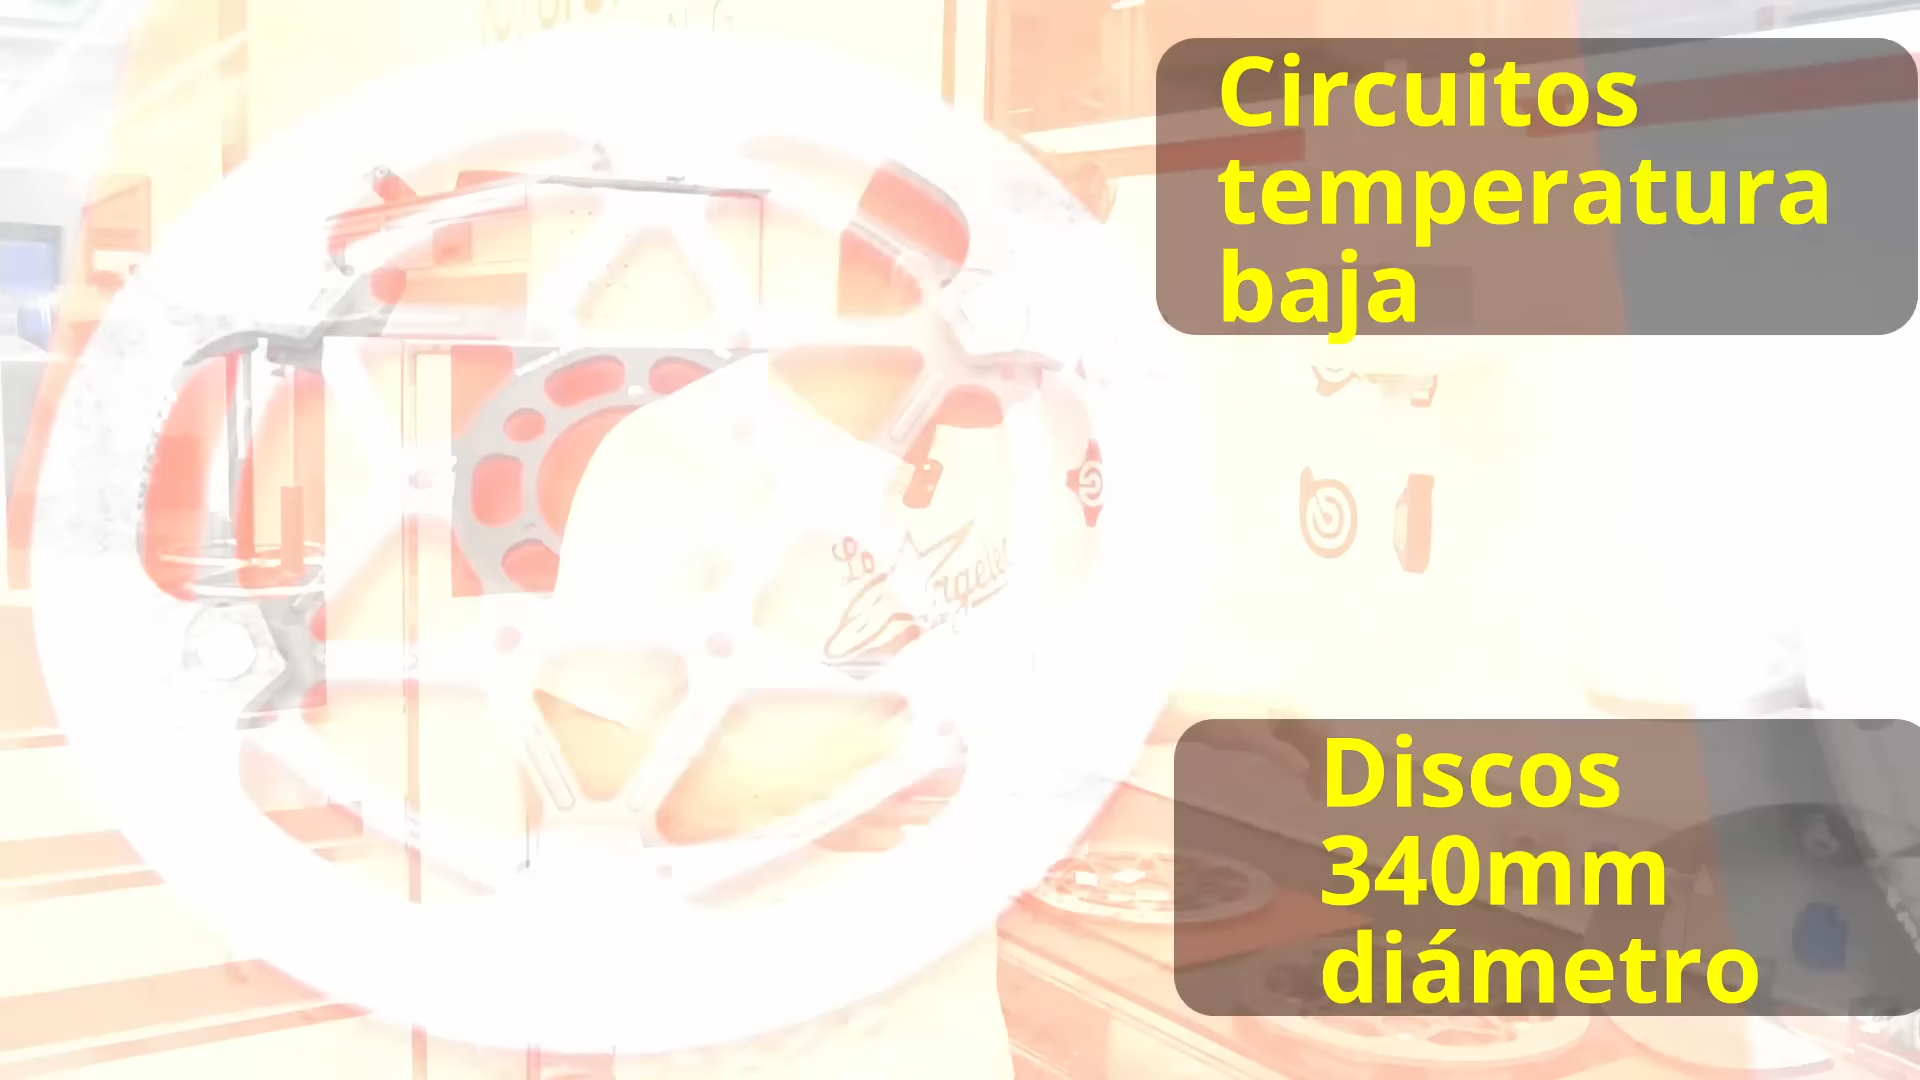 Circuitos
temperatura
baja
Discos
340mm
diámetro